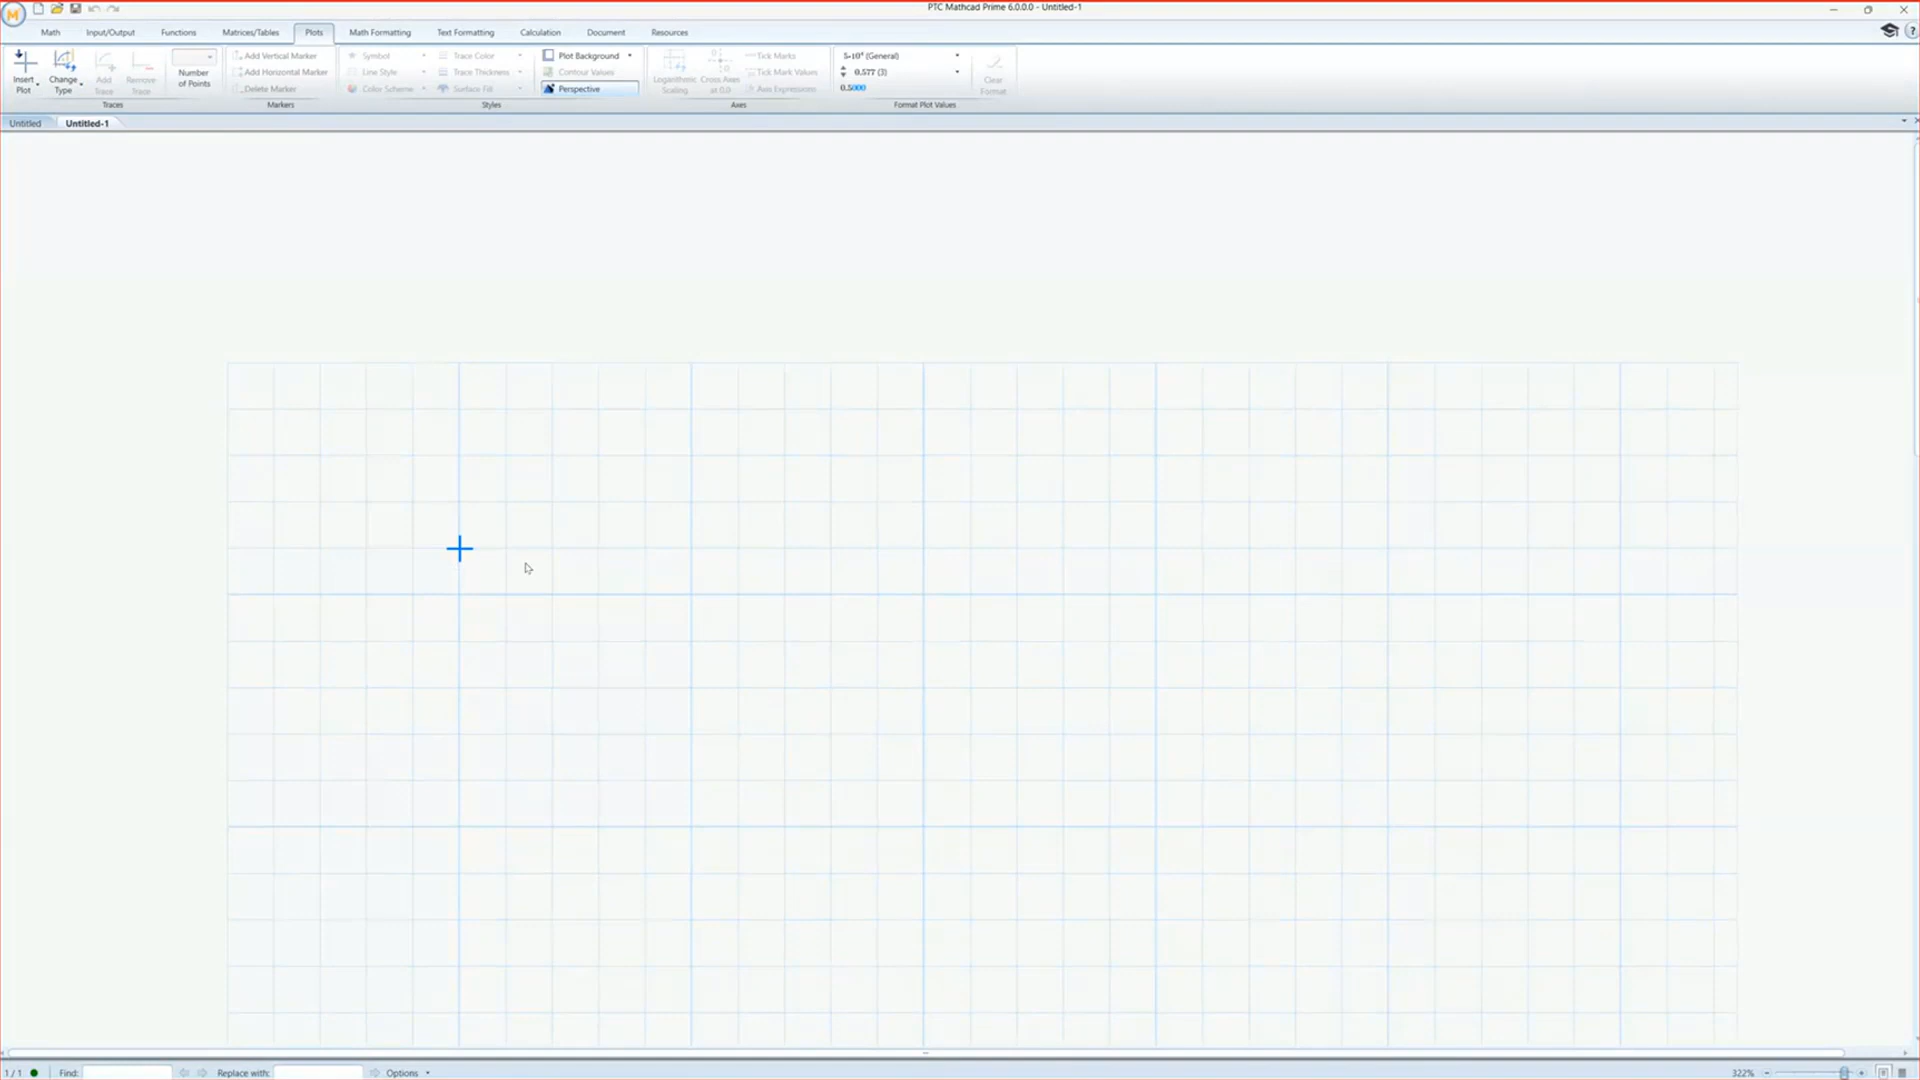 PTC Mathcad Prime 6.0.0.0 - Untitled-1
Math Input/Output Functions Matrices/Tables Plots Math Formatting Text Formatting Calculation Document Resources
Insert Plot
Change Type
Add Trace
Remove Trace
Number of Points
Traces
Add Vertical Marker
Add Horizontal Marker
Delete Marker
Markers
Symbol
Line Style
Color Scheme
Trace Color
Trace Thickness
Surface Fill
Plot Background
Contour Values
Perspective
Styles
Logarithmic Scaling
Cross Axes at 0.0
Tick Marks
Tick Mark Values
Axis Expressions
Axes
(General)
0.577 (3)
0.5000
Format Plot Values
Clear Format
Untitled Untitled-1
1 / 1 Find: Replace with: Options 322%